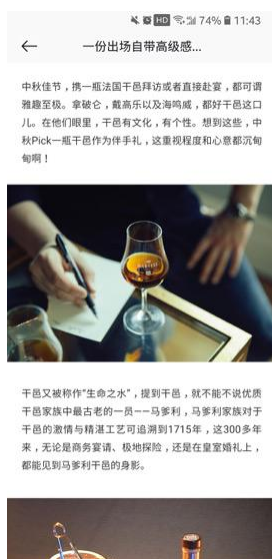 HD 74% 11:43
一份出场自带高级感...
中秋佳节，携一瓶法国干邑拜访或者直接赴宴，都可谓
雅趣至极。拿破仑，戴高乐以及海鸣威，都好干邑这口
儿。在他们眼里，干邑有文化，有个性。想到这些，中
秋Pick一瓶干邑作为伴手礼，这重视程度和心意都沉甸
甸啊！
干邑又被称作“生命之水”，提到干邑，就不能不说优质
干邑家族中最古老的一员——马爹利，马爹利家族对于
干邑的激情与精湛工艺可追溯到1715年，这300多年
来，无论是商务宴请、极地探险，还是在皇室婚礼上，
都能见到马爹利干邑的身影。